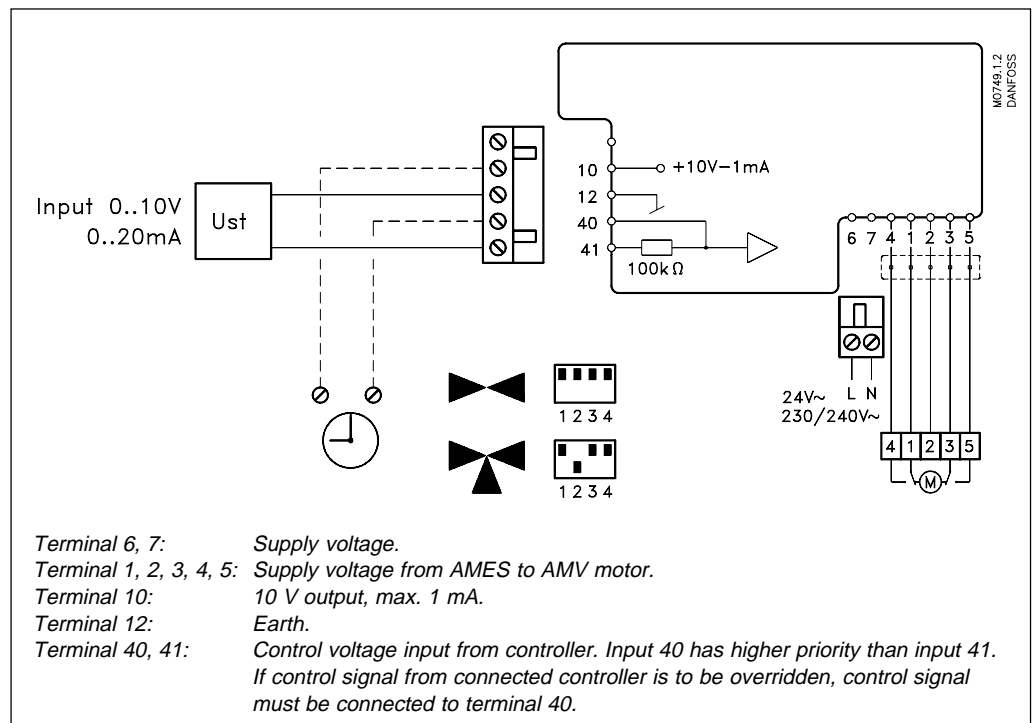 M0749.1.2
DANFOSS
10
+10V-1mA
12
40
41
100kΩ
Input 0..10V
0..20mA
Ust
6 7 4 1 2 3 5
24V~ L N
230/240V~
4 1 2 3 5
M
1 2 3 4
1 2 3 4
Terminal 6, 7: Supply voltage.
Terminal 1, 2, 3, 4, 5: Supply voltage from AMES to AMV motor.
Terminal 10: 10 V output, max. 1 mA.
Terminal 12: Earth.
Terminal 40, 41: Control voltage input from controller. Input 40 has higher priority than input 41.
If control signal from connected controller is to be overridden, control signal
must be connected to terminal 40.